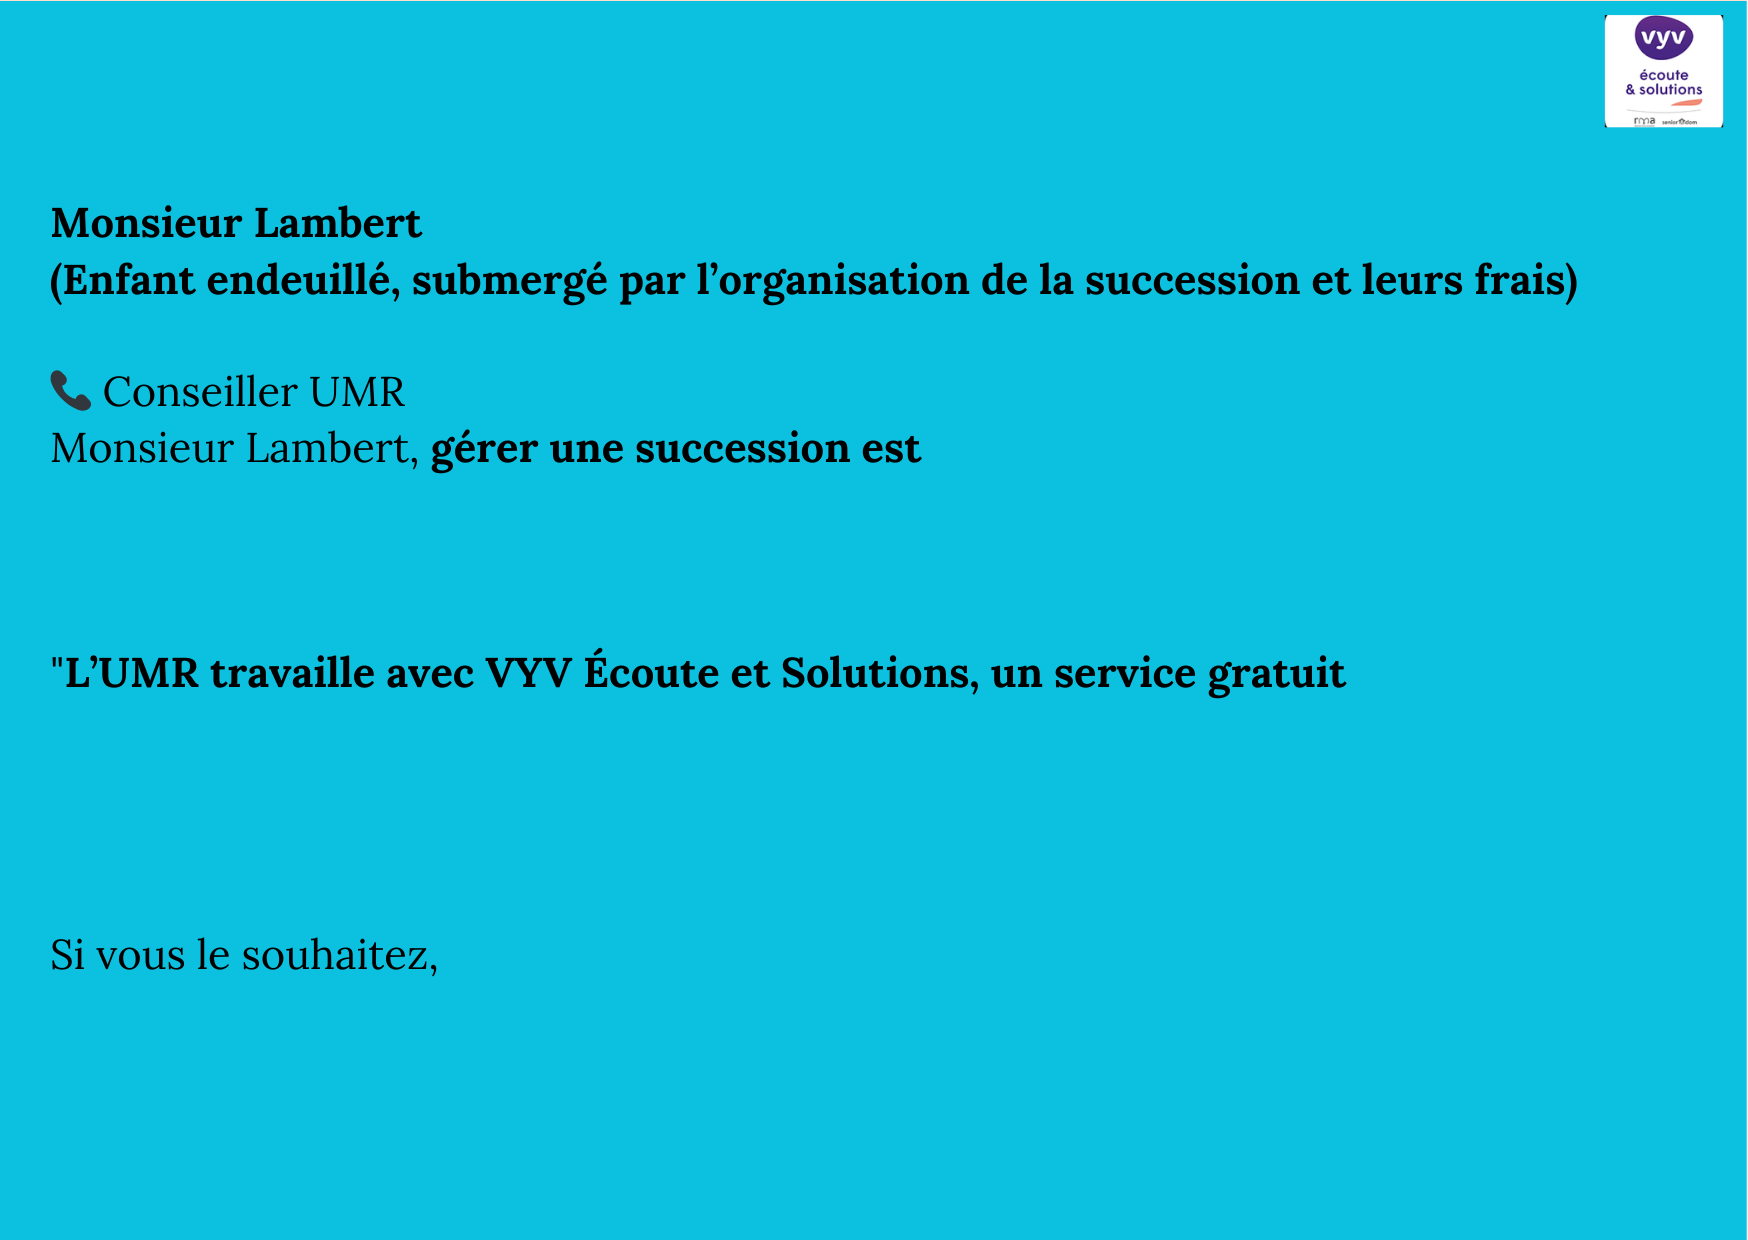 vyv
écoute
& solutions
rma senior@dom
Monsieur Lambert
(Enfant endeuillé, submergé par l’organisation de la succession et leurs frais)
📞 Conseiller UMR
Monsieur Lambert, gérer une succession est
"L’UMR travaille avec VYV Écoute et Solutions, un service gratuit
Si vous le souhaitez,